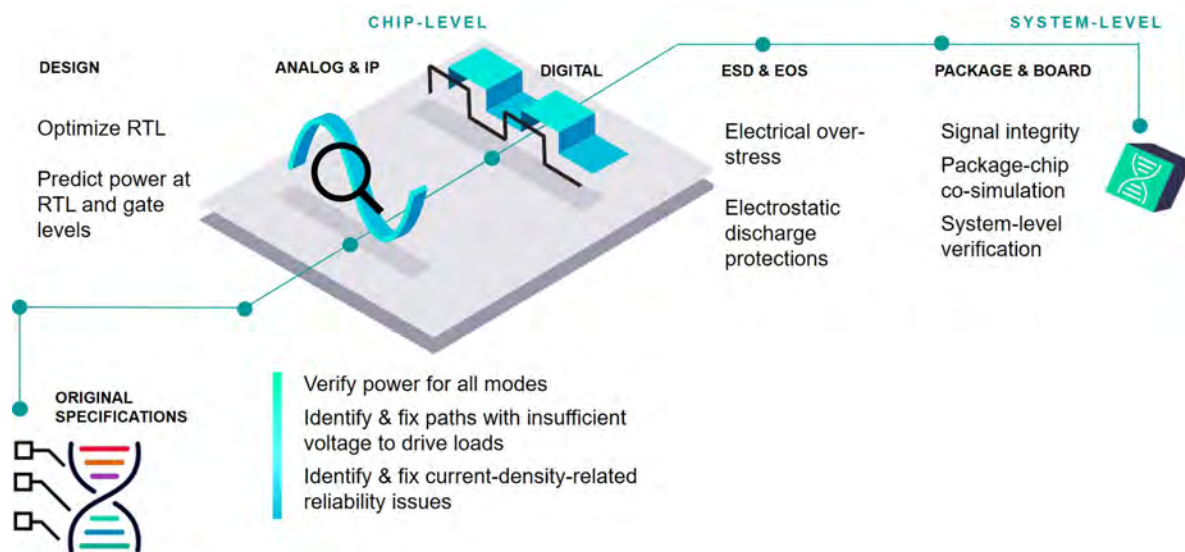 CHIP-LEVEL
SYSTEM-LEVEL
DESIGN
Optimize RTL
Predict power at
RTL and gate
levels
ANALOG & IP
DIGITAL
ESD & EOS
Electrical over-
stress
Electrostatic
discharge
protections
PACKAGE & BOARD
Signal integrity
Package-chip
co-simulation
System-level
verification
ORIGINAL
SPECIFICATIONS
Verify power for all modes
Identify & fix paths with insufficient
voltage to drive loads
Identify & fix current-density-related
reliability issues